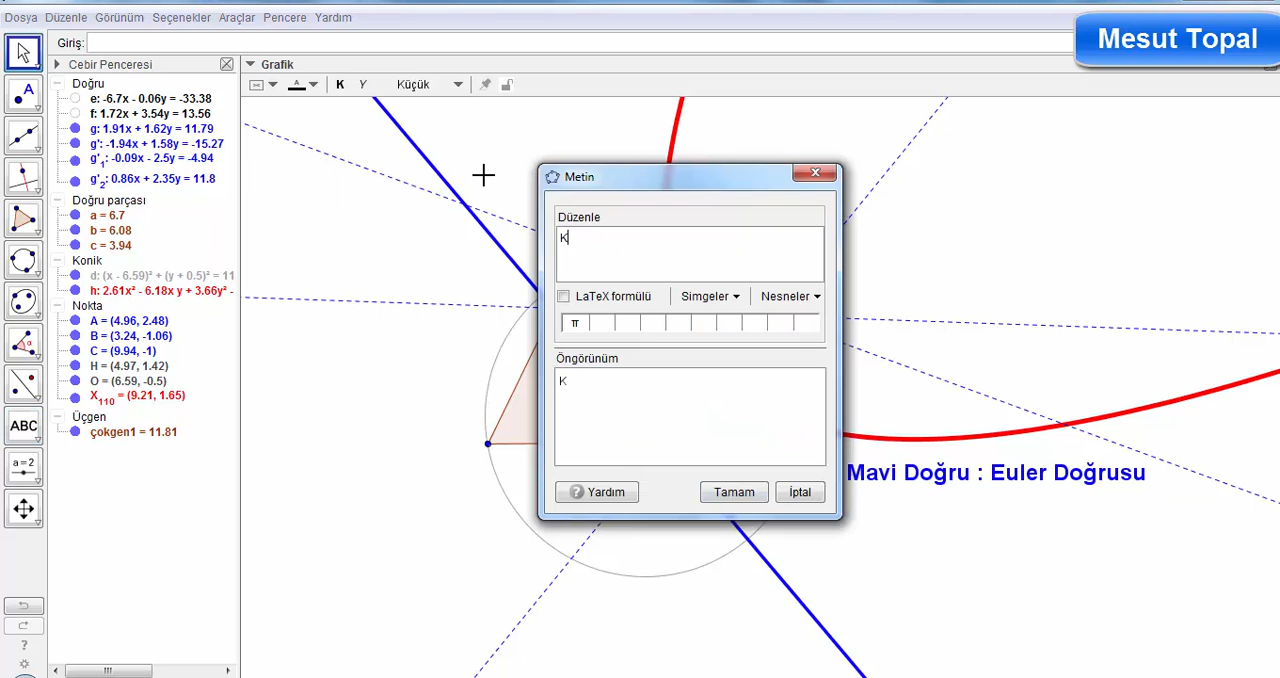 Dosya Düzenle Görünüm Seçenekler Araçlar Pencere Yardım
Mesut Topal
Giriş:
Cebir Penceresi
Grafik
K Y Küçük
Doğru
e: -6.7x - 0.06y = -33.38
f: 1.72x + 3.54y = 13.56
g: 1.91x + 1.62y = 11.79
g': -1.94x + 1.58y = -15.27
g'₁: -0.09x - 2.5y = -4.94
g'₂: 0.86x + 2.35y = 11.8
Doğru parçası
a = 6.7
b = 6.08
c = 3.94
Konik
d: (x - 6.59)² + (y + 0.5)² = 11
h: 2.61x² - 6.18x y + 3.66y² -
Nokta
A = (4.96, 2.48)
B = (3.24, -1.06)
C = (9.94, -1)
H = (4.97, 1.42)
O = (6.59, -0.5)
X₁₁₀ = (9.21, 1.65)
Üçgen
çokgen1 = 11.81
A
α
ABC
a=2
?
Metin
Düzenle
K
LaTeX formülü Simgeler Nesneler
π
Öngörünüm
K
? Yardım Tamam İptal
Mavi Doğru : Euler Doğrusu